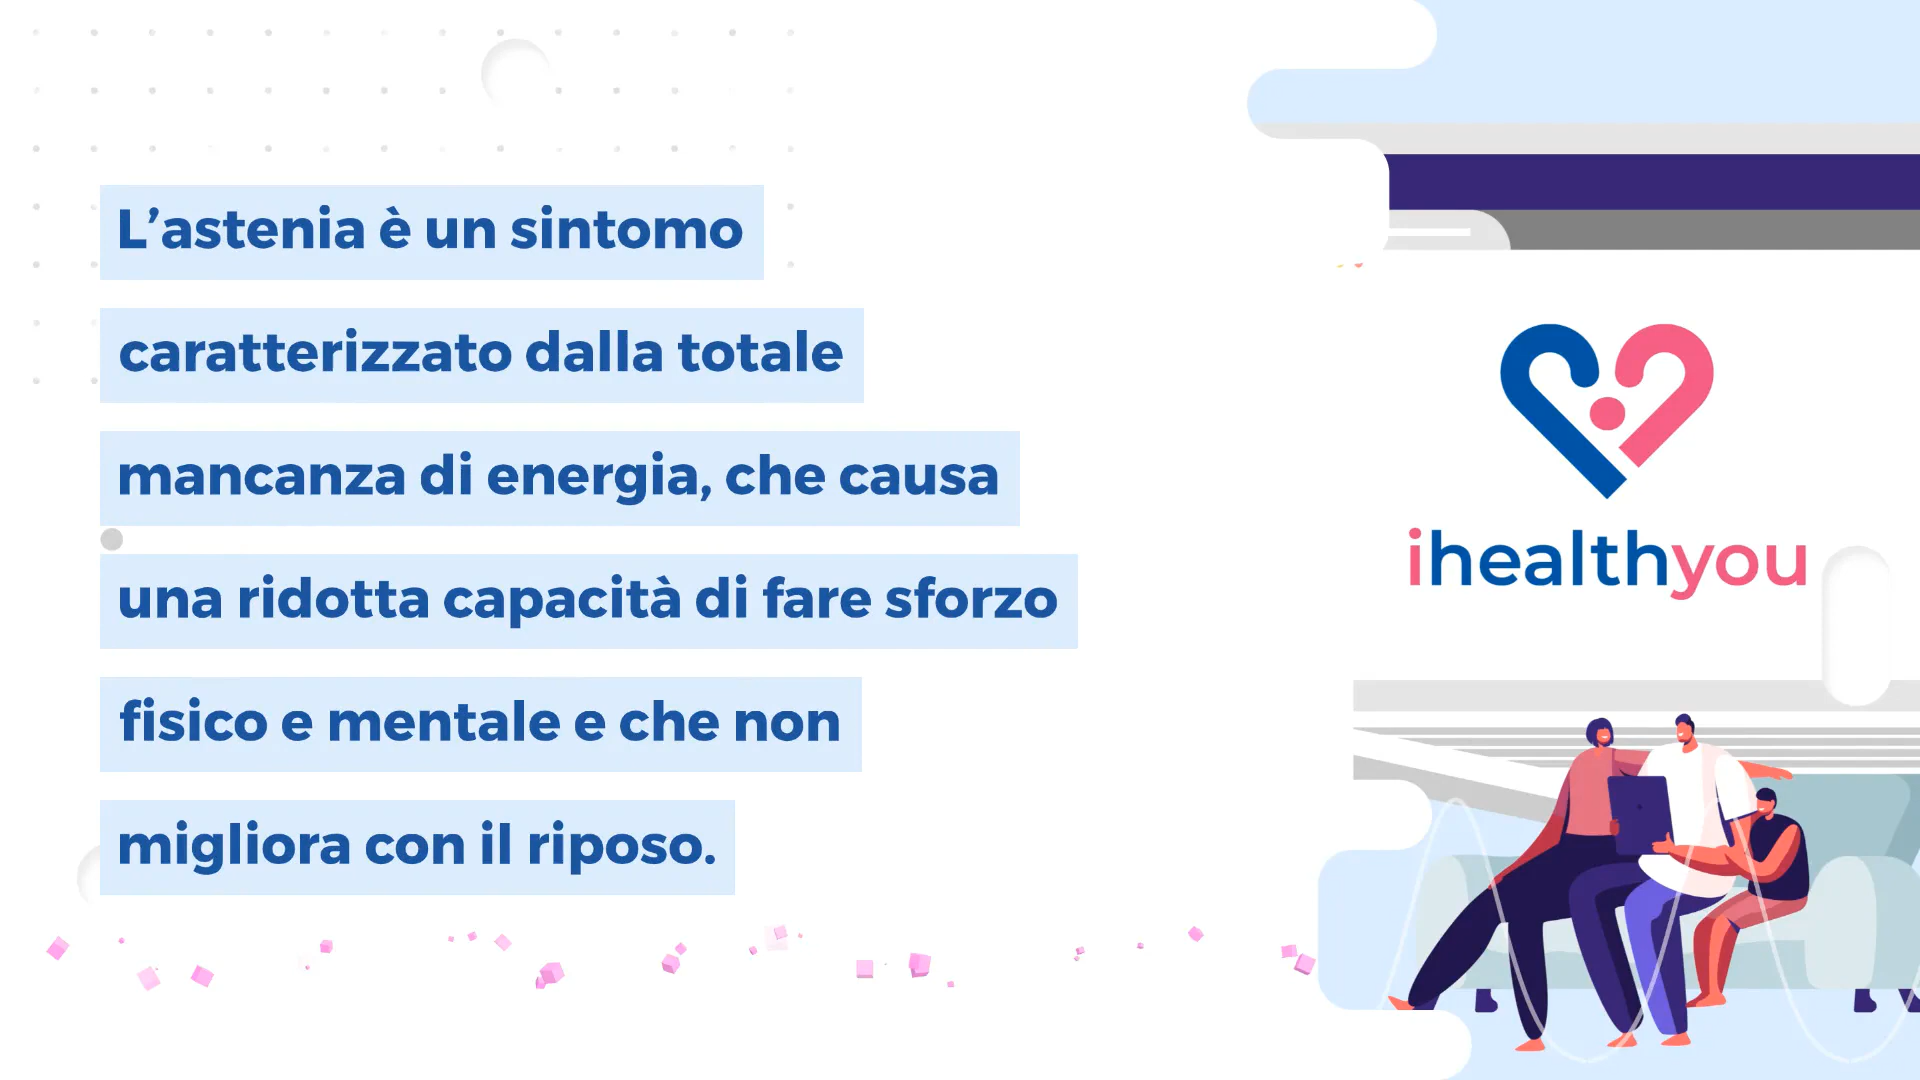 L’astenia è un sintomo
caratterizzato dalla totale
mancanza di energia, che causa
una ridotta capacità di fare sforzo
fisico e mentale e che non
migliora con il riposo.
ihealthyou